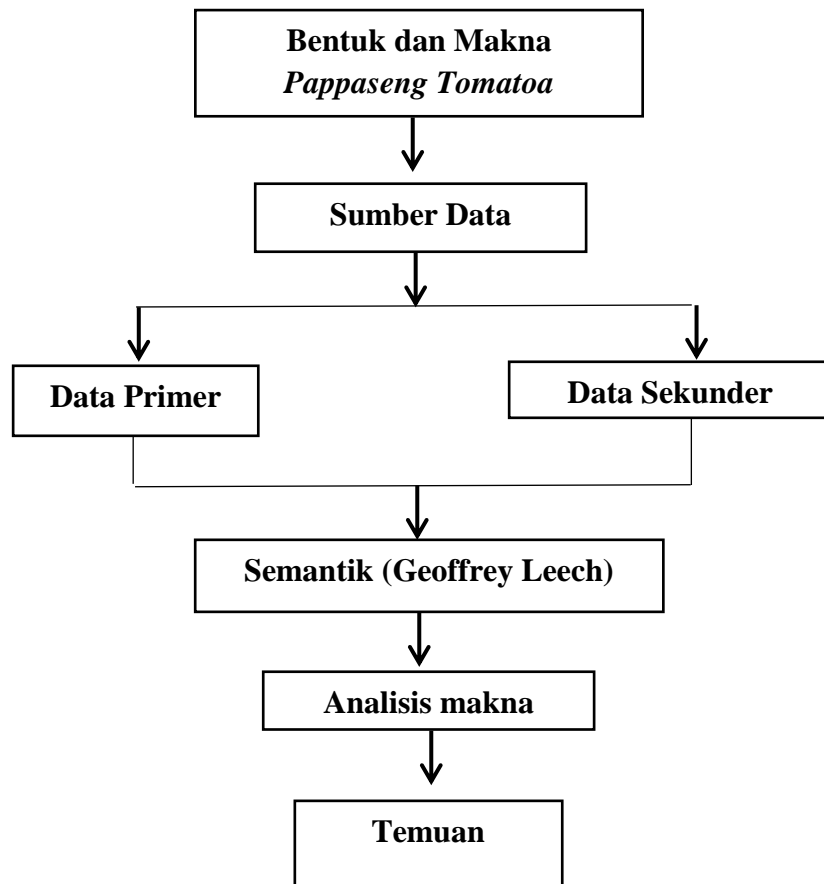 Bentuk dan Makna
Pappaseng Tomatoa
Sumber Data
Data Primer
Data Sekunder
Semantik (Geoffrey Leech)
Analisis makna
Temuan